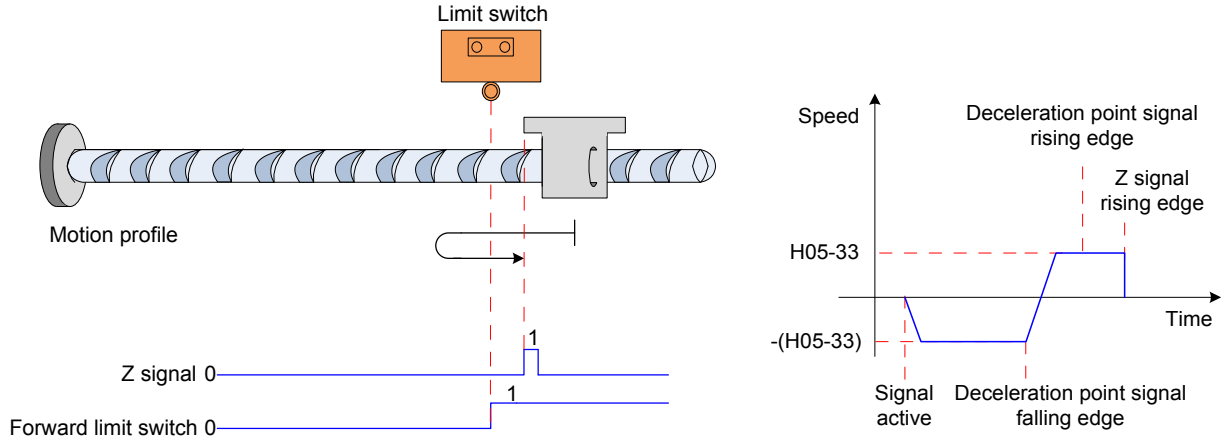 Limit switch
Motion profile
1
Z signal 0
1
Forward limit switch 0
Speed
Deceleration point signal
rising edge
Z signal
rising edge
H05-33
Time
-(H05-33)
Signal
active
Deceleration point signal
falling edge